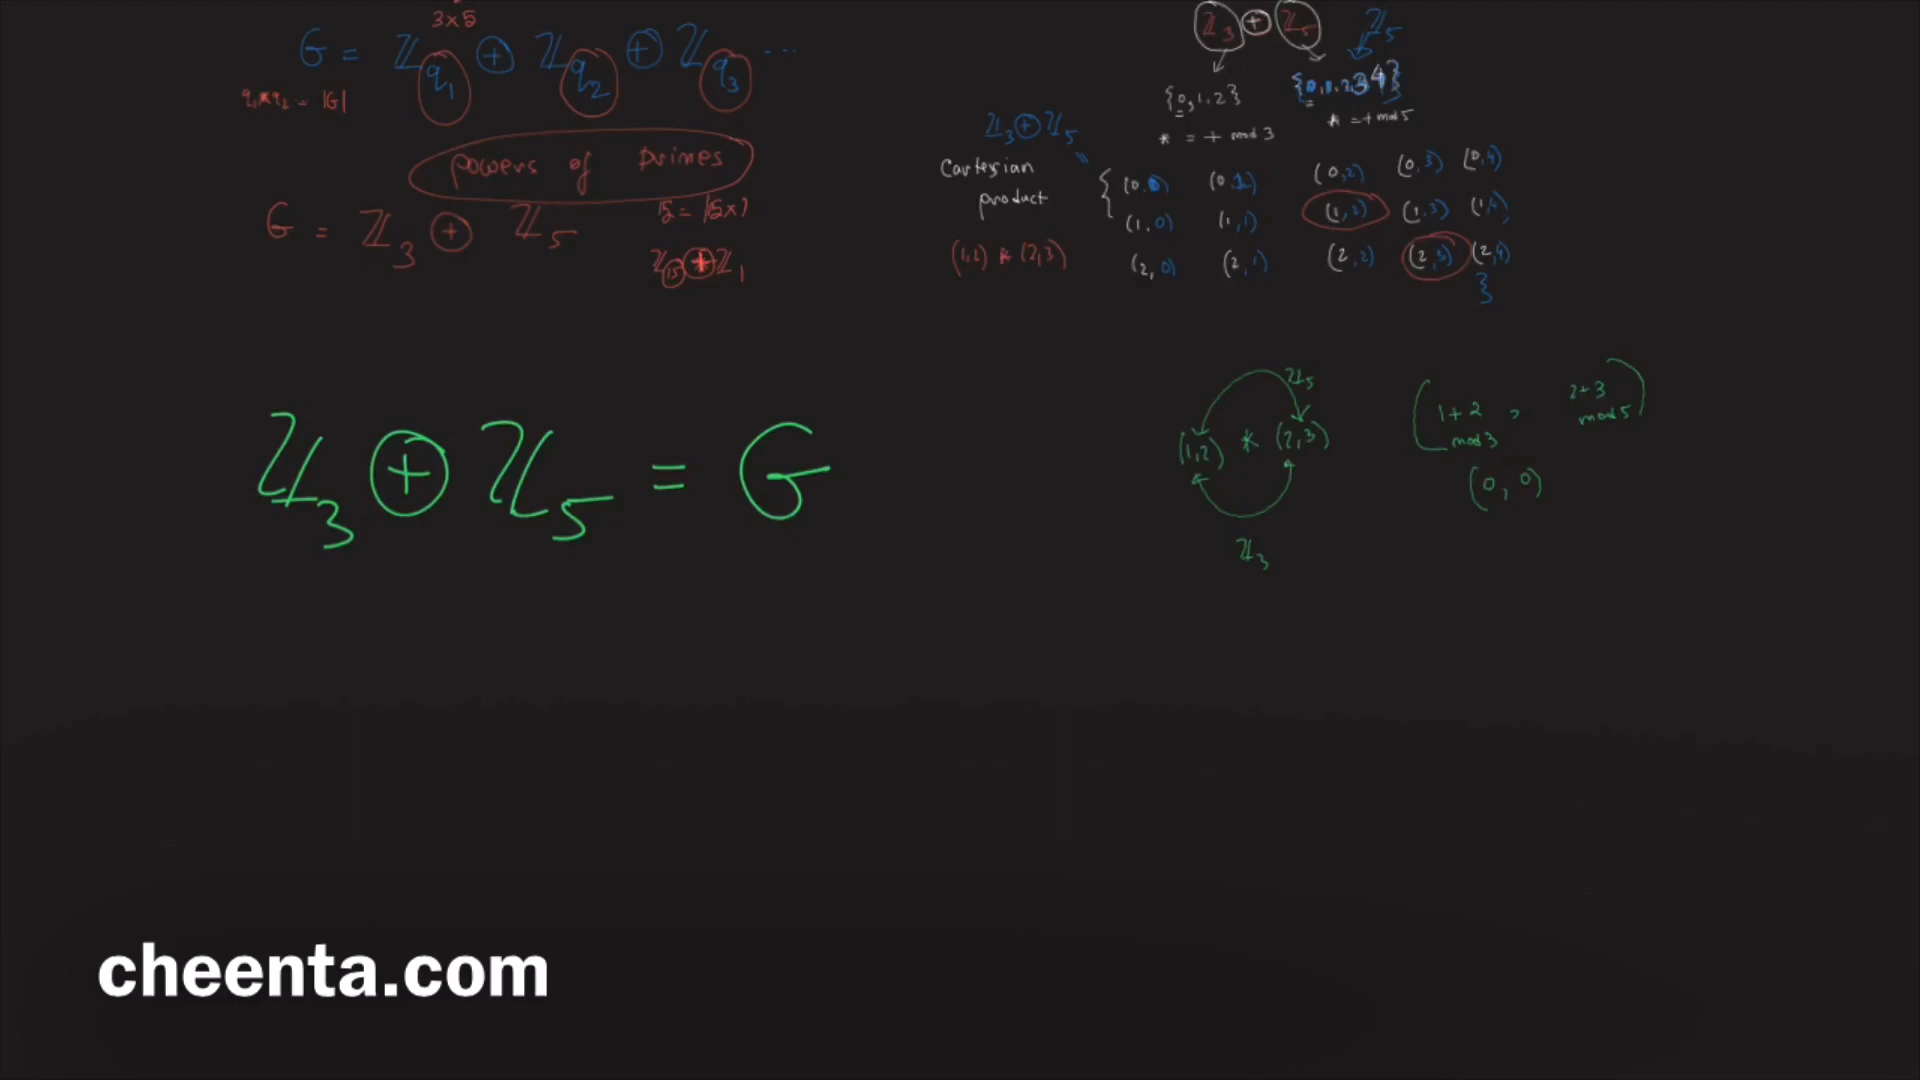 3×5
G = ℤq₁ ⊕ ℤq₂ ⊕ ℤq₃ ...
q₁×q₂ = |G|
powers of primes
G = ℤ₃ ⊕ ℤ₅
15 = 15×1
ℤ₁₅ ⊕ ℤ₁
ℤ₃ ⊕ ℤ₅
ℤ₅
{0,1,2}
{0,1,2,3,4}
* = + mod 3
* = + mod 5
ℤ₃ ⊕ ℤ₅
Cartesian
product
=
{(0,0) (0,1) (0,2) (0,3) (0,4)
(1,0) (1,1) (1,2) (1,3) (1,4)
(2,0) (2,1) (2,2) (2,3) (2,4)
}
(1,2) * (2,3)
ℤ₃ ⊕ ℤ₅ = G
ℤ₅
(1,2) * (2,3)
ℤ₃
(1+2 mod 3 , 2+3 mod 5)
(0, 0)
cheenta.com